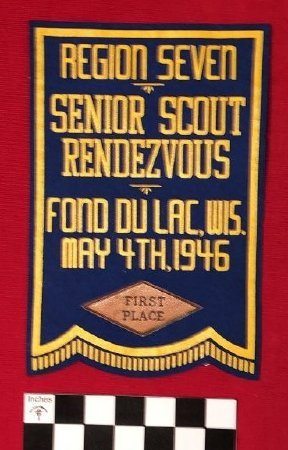 REGION SEVEN
SENIOR SCOUT
RENDEZVOUS
FOND DU LAC, WIS.
MAY 4TH, 1946
FIRST
PLACE
Inches